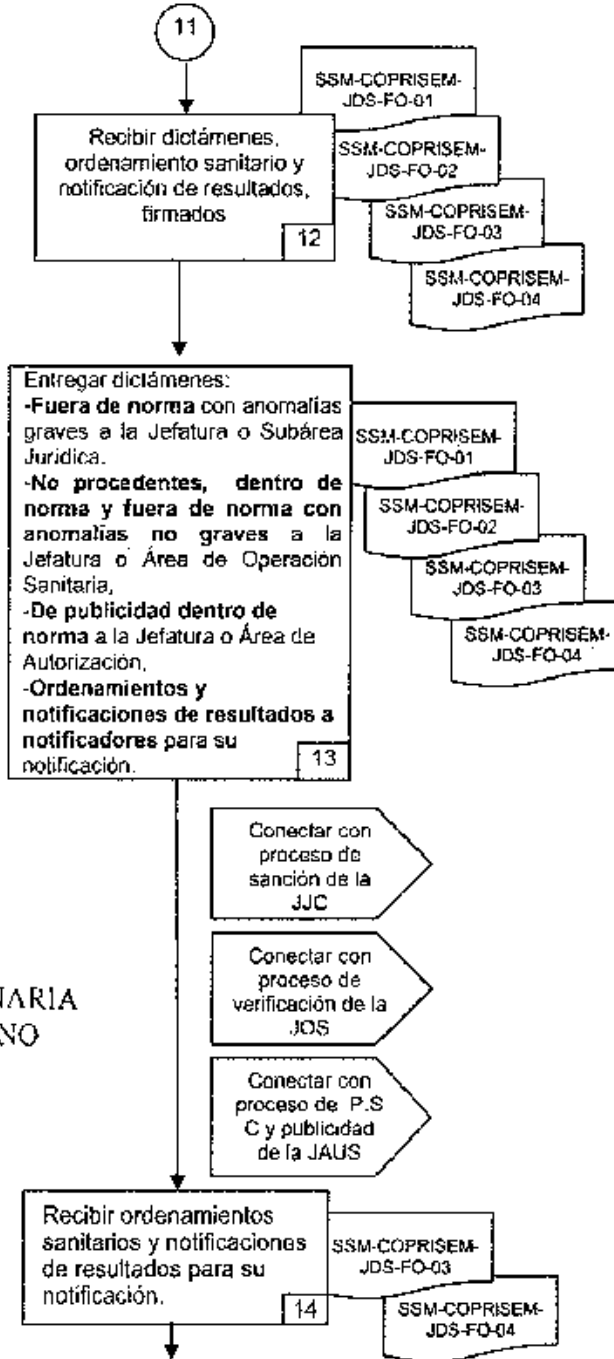 11
Recibir dictámenes,
ordenamiento sanitario y
notificación de resultados,
firmados
12
SSM-COPRISEM-
JDS-FO-01
SSM-COPRISEM-
JDS-FO-02
SSM-COPRISEM-
JDS-FO-03
SSM-COPRISEM-
JDS-FO-04
Entregar dictámenes:
-Fuera de norma con anomalías
graves a la Jefatura o Subárea
Jurídica.
-No procedentes, dentro de
norma y fuera de norma con
anomalías no graves a la
Jefatura o Área de Operación
Sanitaria,
-De publicidad dentro de
norma a la Jefatura o Área de
Autorización,
-Ordenamientos y
notificaciones de resultados a
notificadores para su
notificación.
13
SSM-COPRISEM-
JDS-FO-01
SSM-COPRISEM-
JDS-FO-02
SSM-COPRISEM-
JDS-FO-03
SSM-COPRISEM-
JDS-FO-04
Conectar con
proceso de
sanción de la
JJC
Conectar con
proceso de
verificación de la
JOS
Conectar con
proceso de P.S
C y publicidad
de la JAUS
NARIA
NO
Recibir ordenamientos
sanitarios y notificaciones
de resultados para su
notificación.
14
SSM-COPRISEM-
JDS-FO-03
SSM-COPRISEM-
JDS-FO-04